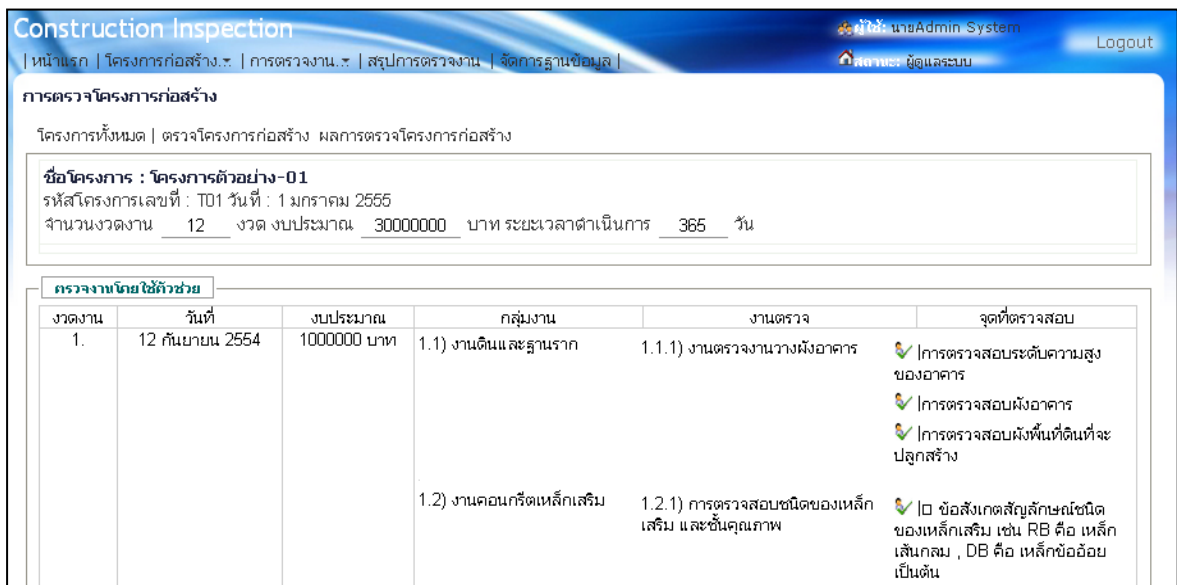 Construction Inspection
ผู้ใช้: นายAdmin System
Logout
| หน้าแรก | โครงการก่อสร้าง.. | การตรวจงาน.. | สรุปการตรวจงาน | จัดการฐานข้อมูล |
สถานะ: ผู้ดูแลระบบ
การตรวจโครงการก่อสร้าง
โครงการทั้งหมด | ตรวจโครงการก่อสร้าง ผลการตรวจโครงการก่อสร้าง
ชื่อโครงการ : โครงการตัวอย่าง-01
รหัสโครงการเลขที่ : T01 วันที่ : 1 มกราคม 2555
จำนวนงวดงาน 12 งวด งบประมาณ 30000000 บาท ระยะเวลาดำเนินการ 365 วัน
ตรวจงานโดยใช้ตัวช่วย
งวดงาน วันที่ งบประมาณ กลุ่มงาน งานตรวจ จุดที่ตรวจสอบ
1. 12 กันยายน 2554 1000000 บาท 1.1) งานดินและฐานราก 1.1.1) งานตรวจงานวางผังอาคาร |การตรวจสอบระดับความสูง
ของอาคาร
|การตรวจสอบผังอาคาร
|การตรวจสอบผังพื้นที่ดินที่จะ
ปลูกสร้าง
1.2) งานคอนกรีตเหล็กเสริม 1.2.1) การตรวจสอบชนิดของเหล็ก
เสริม และชั้นคุณภาพ
|□ ข้อสังเกตสัญลักษณ์ชนิด
ของเหล็กเสริม เช่น RB คือ เหล็ก
เส้นกลม , DB คือ เหล็กข้ออ้อย
เป็นต้น